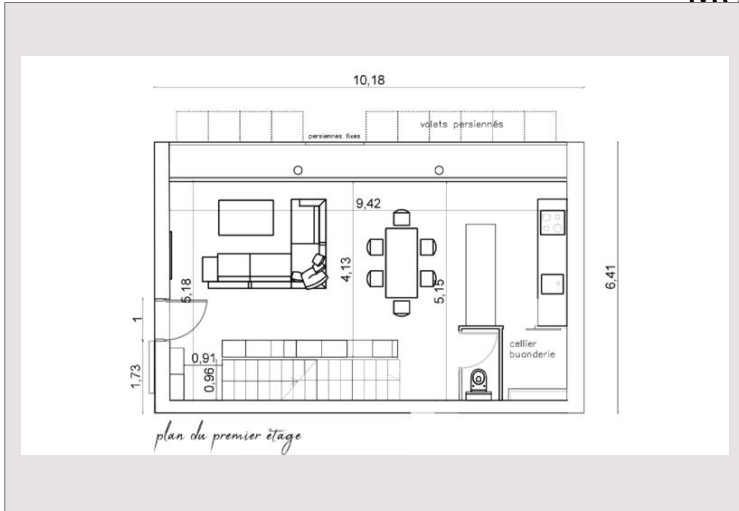 10,18
volets persiennés
persiennes fixes
9,42
4,13
5,18
5,15
6,41
1
0,91
0,96
1,73
cellier
buanderie
plan du premier étage